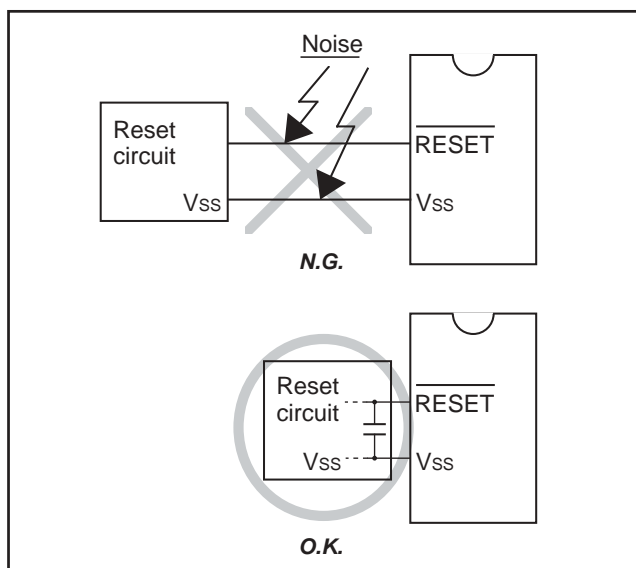 Noise
Reset
circuit
RESET
Vss
Vss
N.G.
Reset
circuit
RESET
Vss
Vss
O.K.